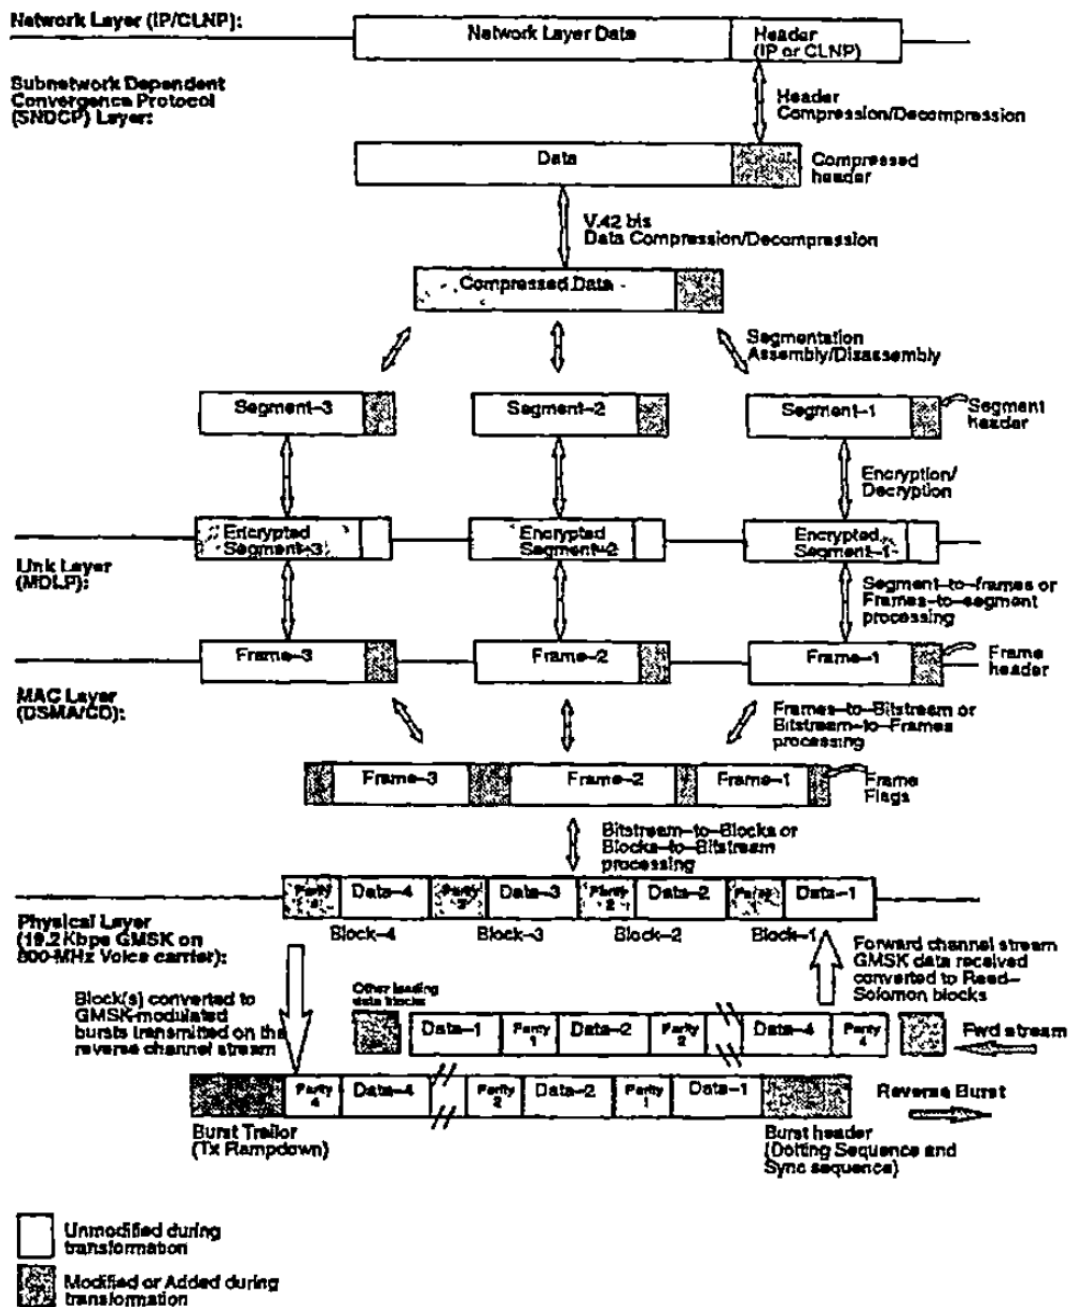 Network Layer (IP/CLNP):
Network Layer Data
Header
(IP or CLNP)
Subnetwork Dependent
Convergence Protocol
(SNDCP) Layer:
Header
Compression/Decompression
Data
Compressed
header
V.42 bis
Data Compression/Decompression
Compressed Data
Segmentation
Assembly/Disassembly
Segment-3
Segment-2
Segment-1
Segment
header
Encryption/
Decryption
Encrypted
Segment-3
Encrypted
Segment-2
Encrypted
Segment-1
Link Layer
(MDLP):
Segment-to-frames or
Frames-to-segment
processing
Frame-3
Frame-2
Frame-1
Frame
header
MAC Layer
(DSMA/CD):
Frames-to-Bitstream or
Bitstream-to-Frames
processing
Frame-3
Frame-2
Frame-1
Frame
Flags
Bitstream-to-Blocks or
Blocks-to-Bitstream
processing
Parity
Data-4
Parity
3
Data-3
Parity
2
Data-2
Parity
Data-1
Block-4
Block-3
Block-2
Block-1
Physical Layer
(19.2 Kbps GMSK on
800-MHz Voice carrier):
Forward channel stream
GMSK data received
converted to Reed-
Solomon blocks
Block(s) converted to
GMSK-modulated
bursts transmitted on the
reverse channel stream
Other leading
data blocks
Data-1
Parity
1
Data-2
Parity
2
Data-4
Parity
4
Fwd stream
Parity
4
Data-4
Parity
2
Data-2
Parity
1
Data-1
Reverse Burst
Burst Trailor
(Tx Rampdown)
Burst header
(Dotting Sequence and
Sync sequence)
Unmodified during
transformation
Modified or Added during
transformation